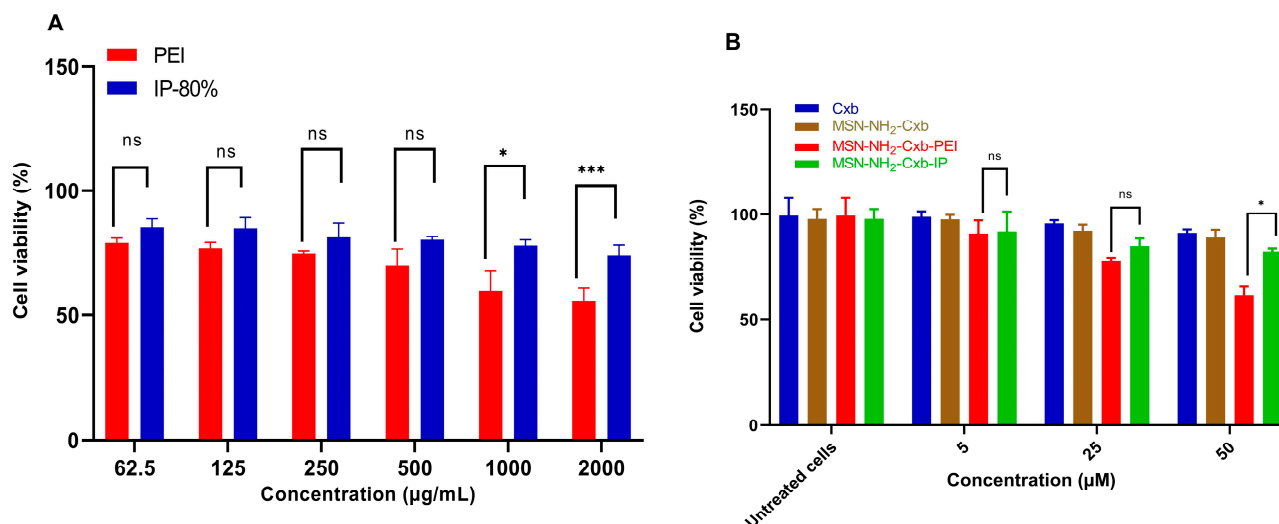 A
PEI
IP-80%
150
100
50
0
Cell viability (%)
ns
ns
ns
ns
*
***
62.5 125 250 500 1000 2000
Concentration (µg/mL)
B
Cxb
MSN-NH2-Cxb
MSN-NH2-Cxb-PEI
MSN-NH2-Cxb-IP
150
100
50
0
Cell viability (%)
ns
ns
*
Untreated cells 5 25 50
Concentration (µM)